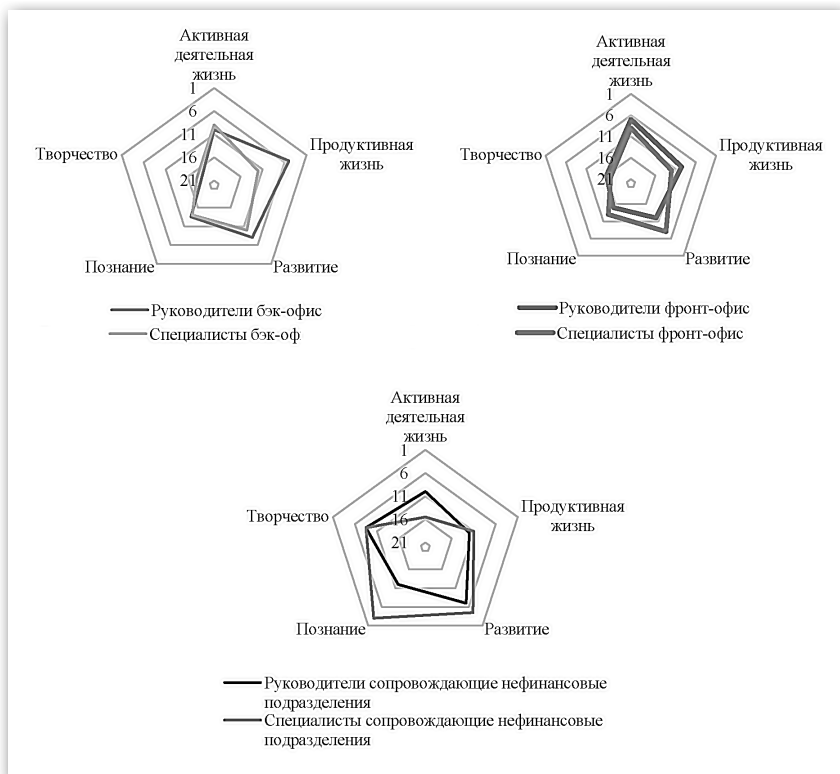 Активная
деятельная
жизнь
1
6
11
16
21
Продуктивная
жизнь
Творчество
Познание
Развитие
Руководители бэк-офис
Специалисты бэк-оф
Активная
деятельная
жизнь
1
6
11
16
21
Продуктивная
жизнь
Творчество
Познание
Развитие
Руководители фронт-офис
Специалисты фронт-офис
Активная
деятельная
жизнь
1
6
11
16
21
Продуктивная
жизнь
Творчество
Познание
Развитие
Руководители сопровождающие нефинансовые
подразделения
Специалисты сопровождающие нефинансовые
подразделения